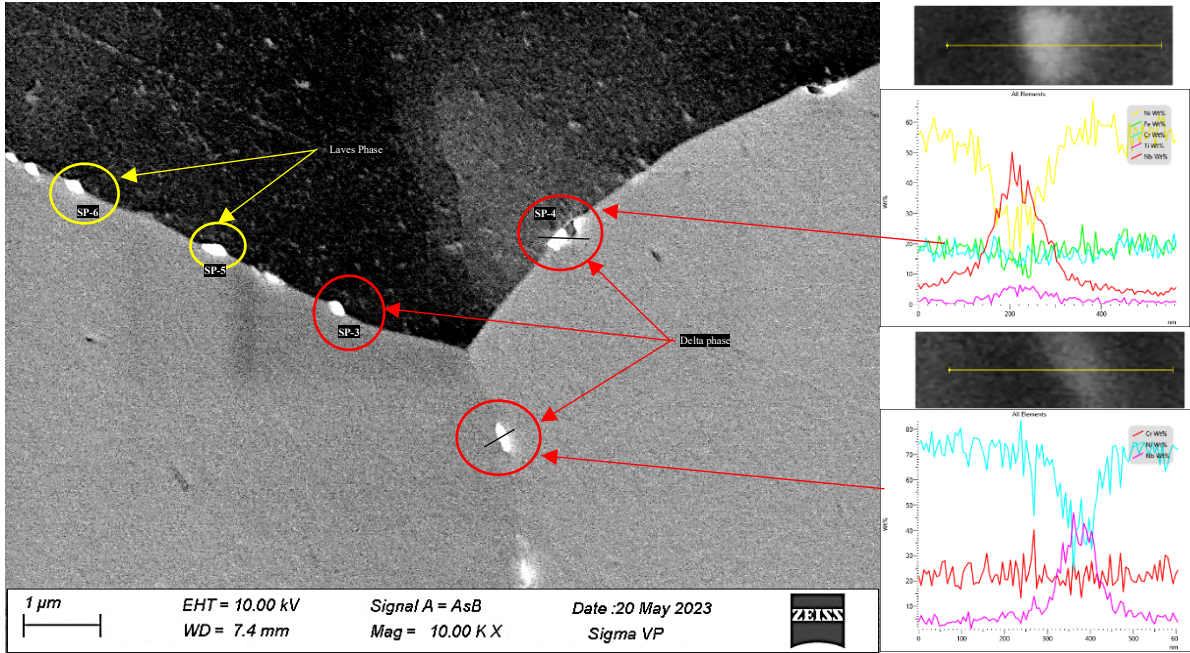 Laves Phase
SP-6
SP-5
SP-4
SP-3
Delta phase
1 µm
EHT = 10.00 kV
Signal A = AsB
Date :20 May 2023
WD = 7.4 mm
Mag = 10.00 K X
Sigma VP
ZEISS
All Elements
Ni Wt%
Fe Wt%
Cr Wt%
Ti Wt%
Nb Wt%
Wt%
60
50
40
30
20
10
0
0
200
400
nm
All Elements
Cr Wt%
Ni Wt%
Nb Wt%
Wt%
80
70
60
50
40
30
20
10
0
100
200
300
400
500
60
nm